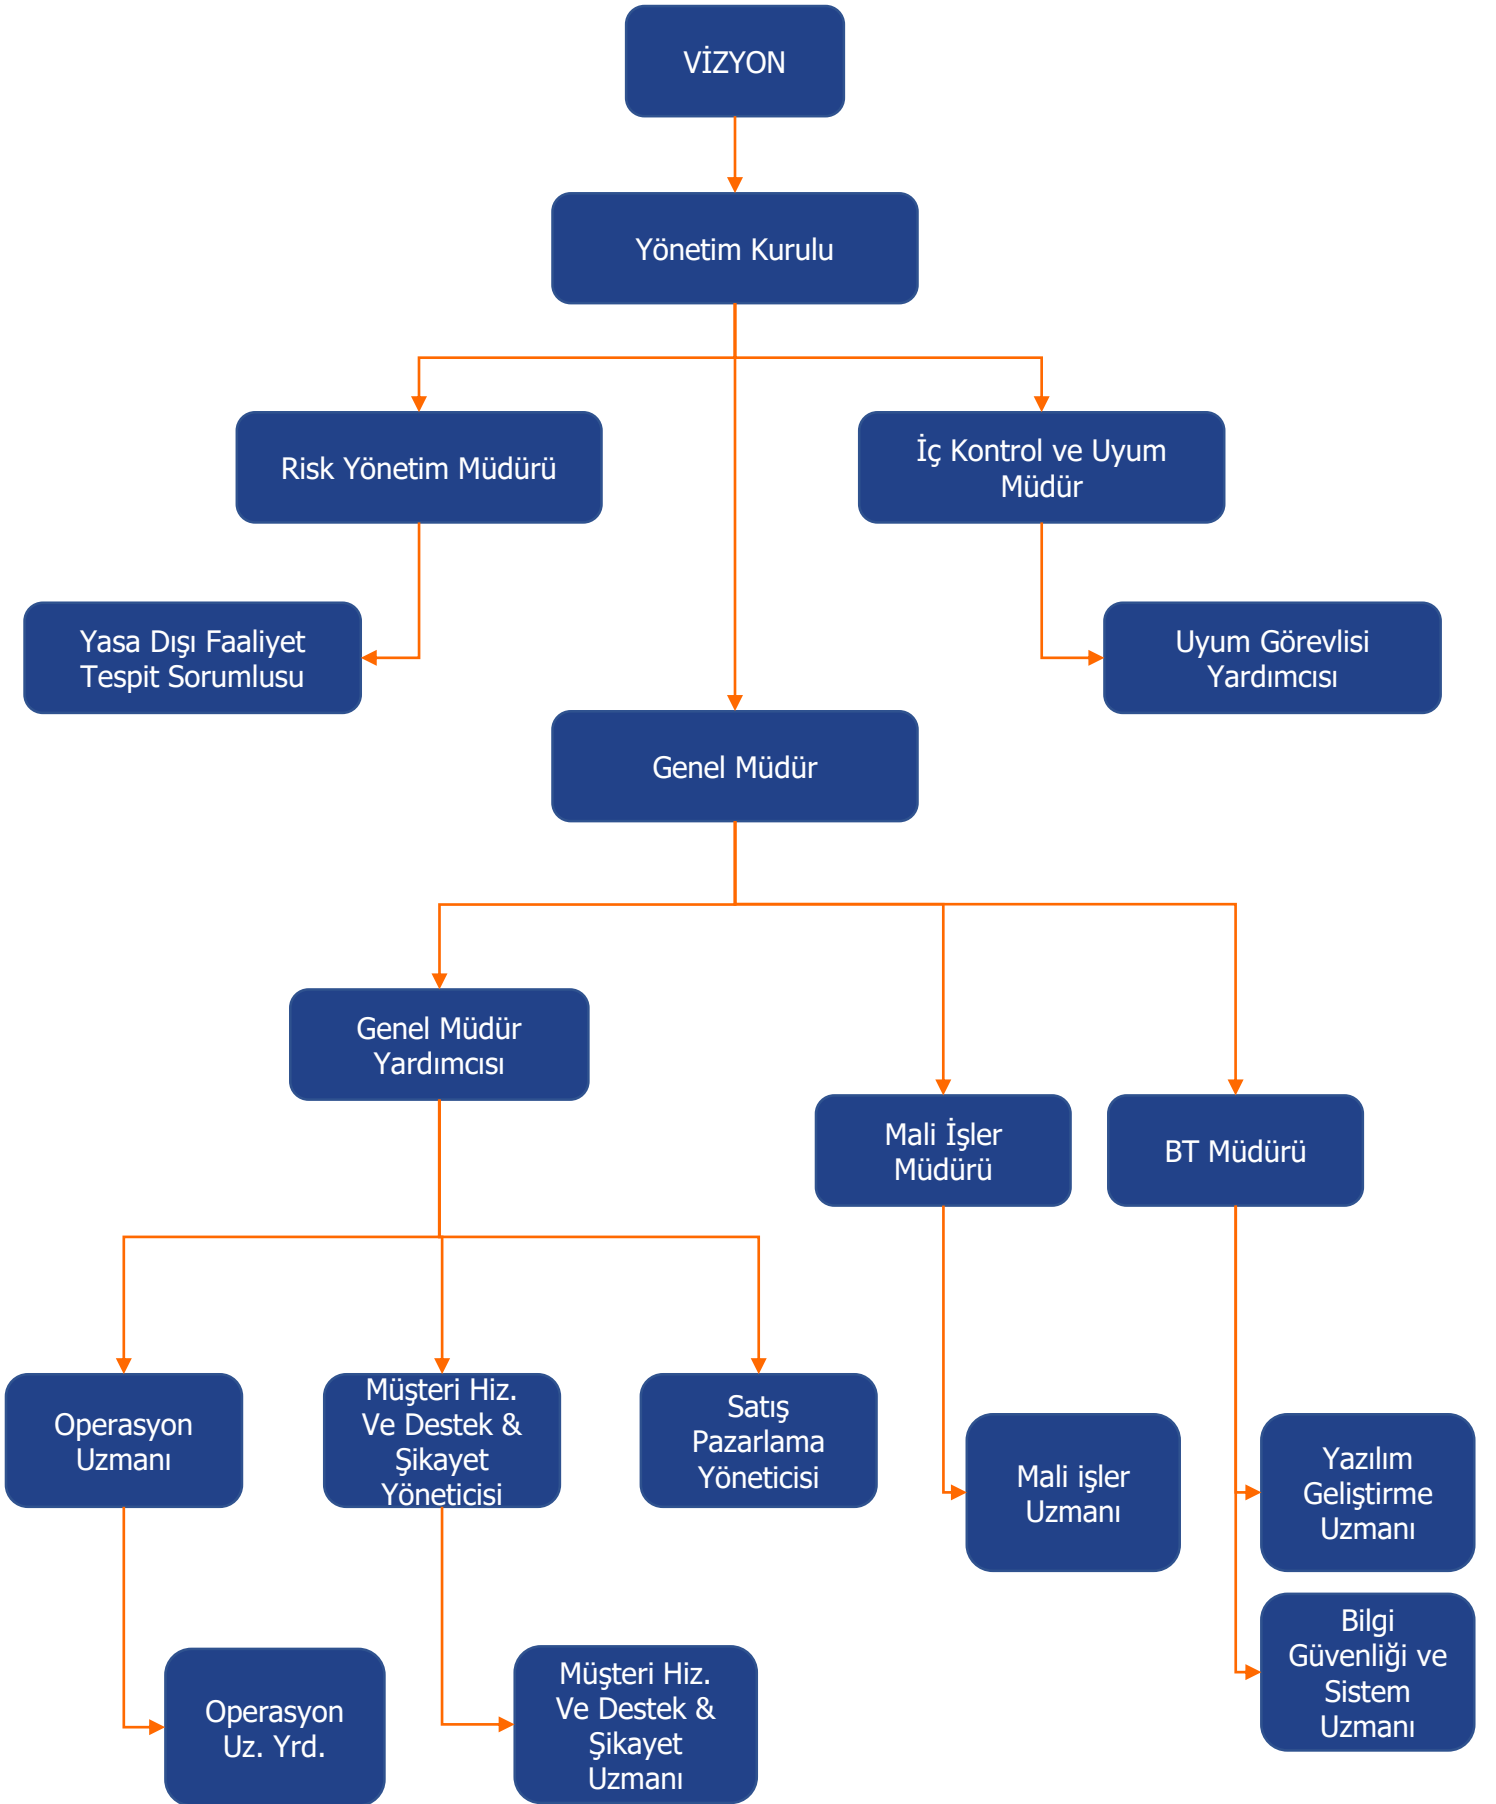 VİZYON
Yönetim Kurulu
Risk Yönetim Müdürü
İç Kontrol ve Uyum
Müdür
Yasa Dışı Faaliyet
Tespit Sorumlusu
Uyum Görevlisi
Yardımcısı
Genel Müdür
Genel Müdür
Yardımcısı
Mali İşler
Müdürü
BT Müdürü
Operasyon
Uzmanı
Müşteri Hiz.
Ve Destek &
Şikayet
Yöneticisi
Satış
Pazarlama
Yöneticisi
Mali işler
Uzmanı
Yazılım
Geliştirme
Uzmanı
Operasyon
Uz. Yrd.
Müşteri Hiz.
Ve Destek &
Şikayet
Uzmanı
Bilgi
Güvenliği ve
Sistem
Uzmanı